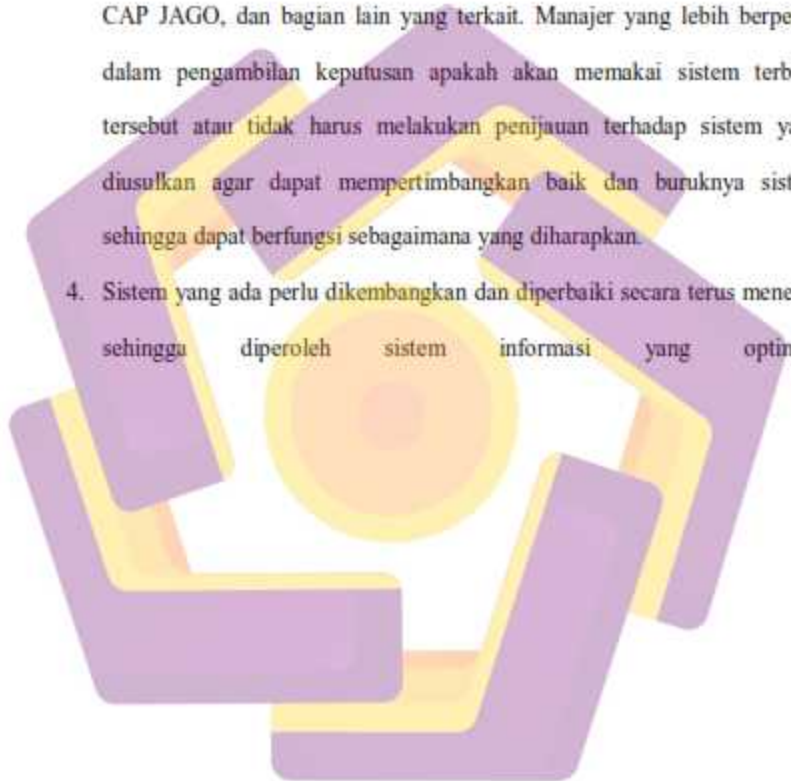 CAP JAGO, dan bagian lain yang terkait. Manajer yang lebih berpe
dalam pengambilan keputusan apakah akan memakai sistem terb
tersebut atau tidak harus melakukan penijauan terhadap sistem ya
diusulkan agar dapat mempertimbangkan baik dan buruknya sist
sehingga dapat berfungsi sebagaimana yang diharapkan.
4. Sistem yang ada perlu dikembangkan dan diperbaiki secara terus mene
sehingga diperoleh sistem informasi yang optin